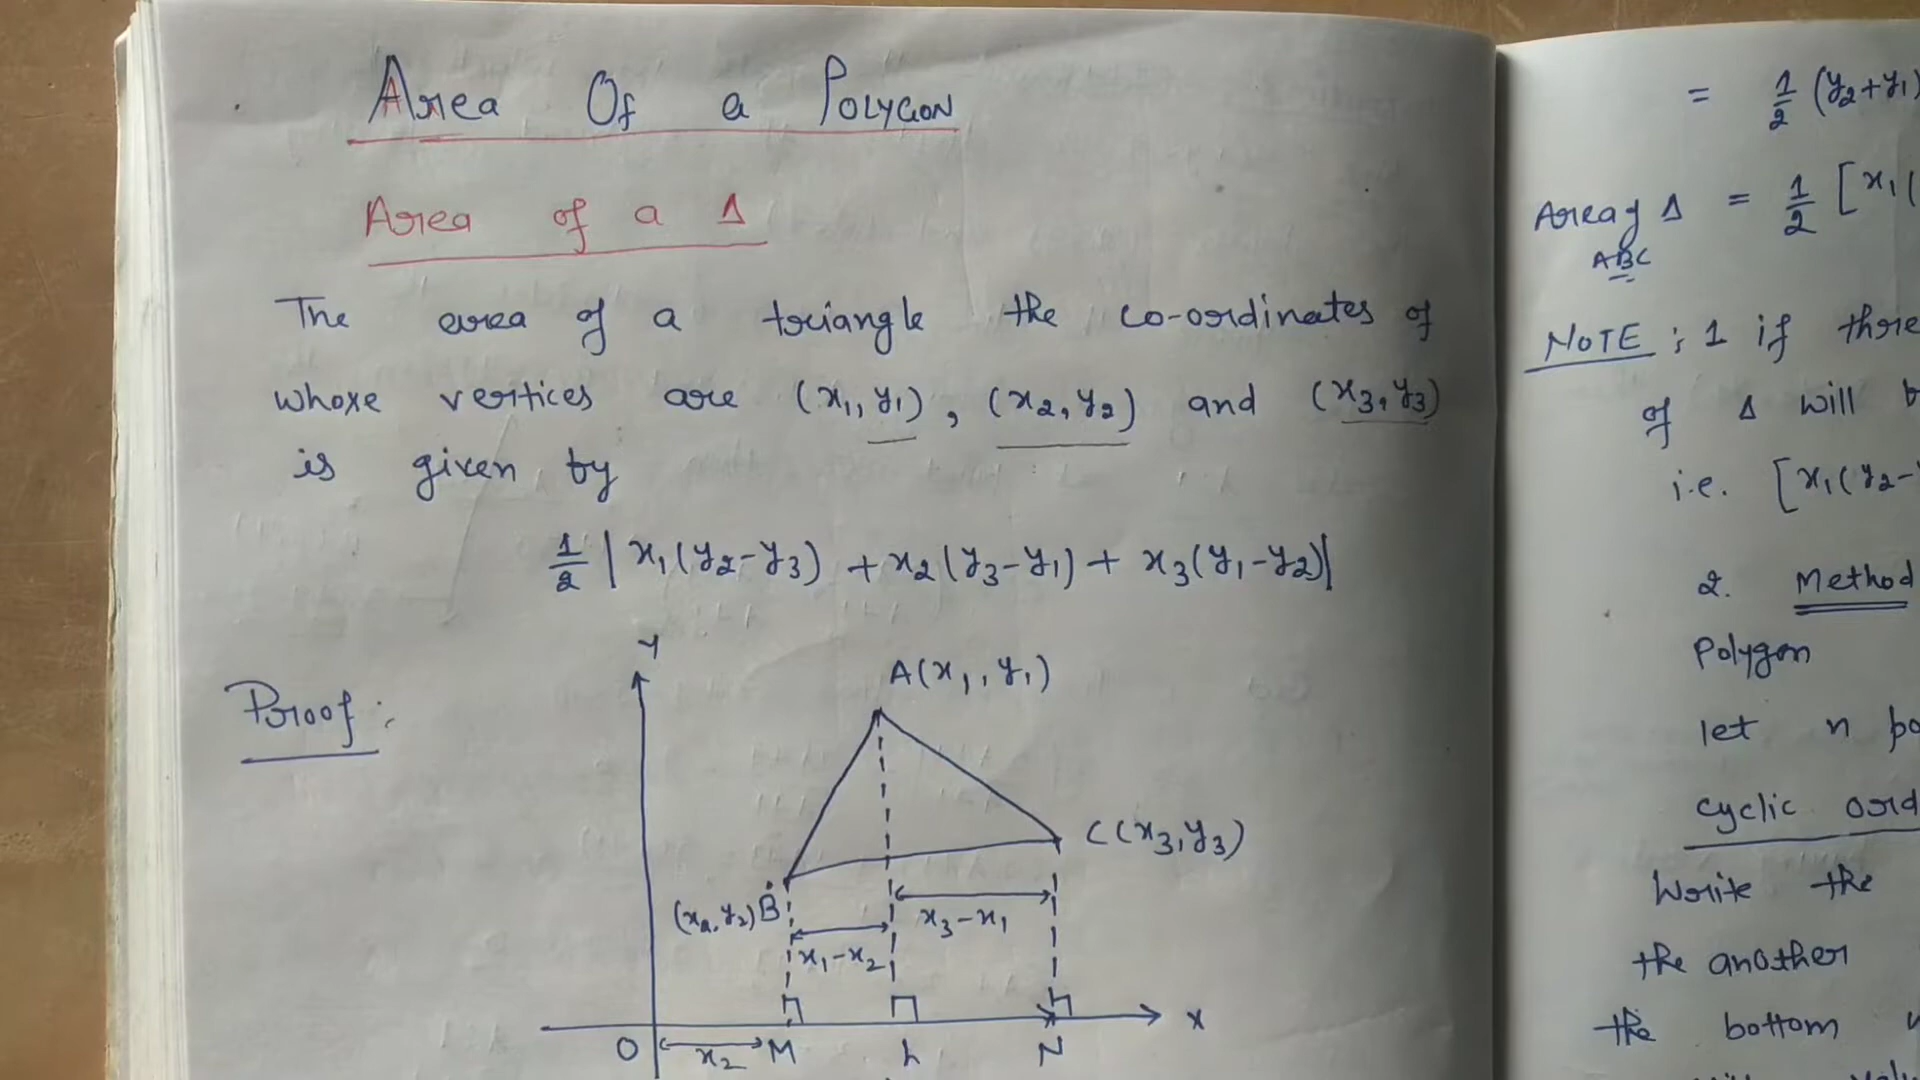 Area Of a Polygon
Area of a Δ
The area of a triangle the co-ordinates of
whose vertices are (x₁, y₁), (x₂, y₂) and (x₃, y₃)
is given by
1/2 | x₁(y₂-y₃) + x₂(y₃-y₁) + x₃(y₁-y₂)|
Proof:
Y
A(x₁, y₁)
C(x₃, y₃)
(x₂, y₂) B
x₃-x₁
x₁-x₂
X
O
x₂
M
L
N
= 1/2 (y₂+y₁)
Area of Δ = 1/2 [x₁(
ABC
NOTE: 1 if three
of Δ will b
i.e. [x₁(y₂-
2. Method
Polygon
let n po
cyclic ord
Write the
the another
the bottom